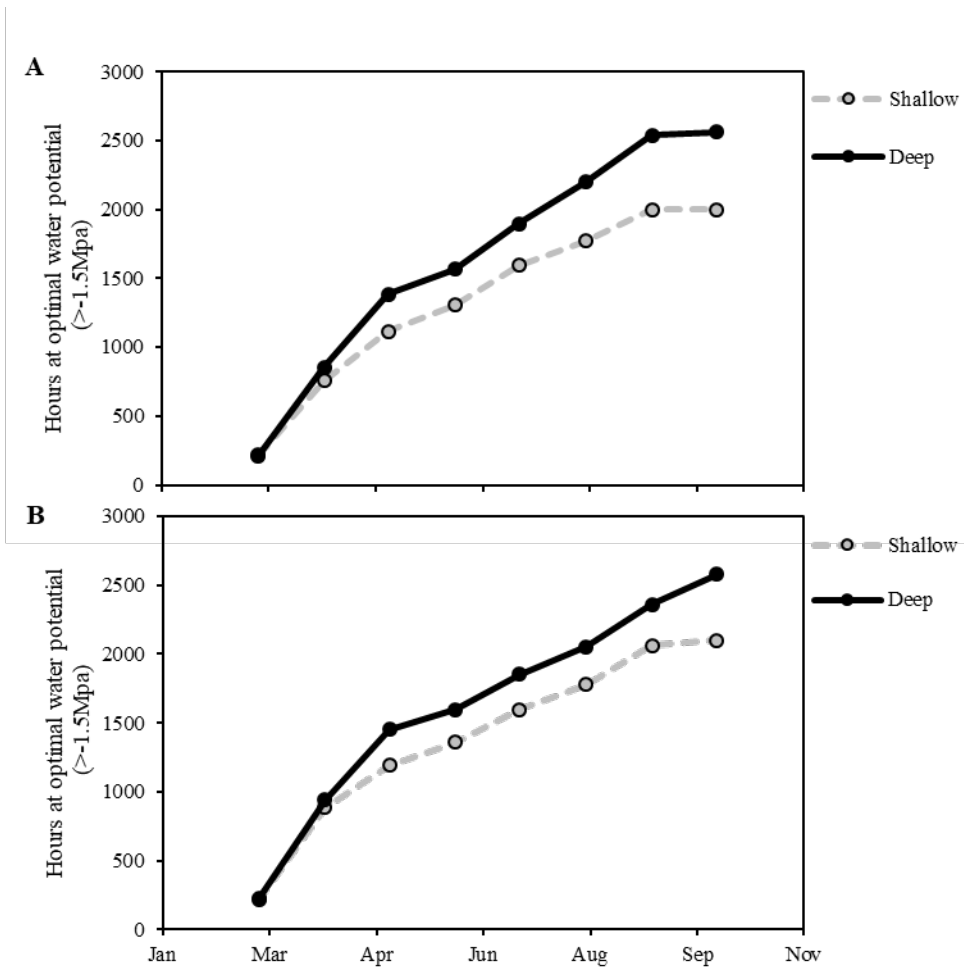 A
3000
2500
2000
1500
1000
500
0
Hours at optimal water potential
(>-1.5Mpa)
Shallow
Deep
B
3000
2500
2000
1500
1000
500
0
Hours at optimal water potential
(>-1.5Mpa)
Shallow
Deep
Jan Mar Apr Jun Aug Sep Nov